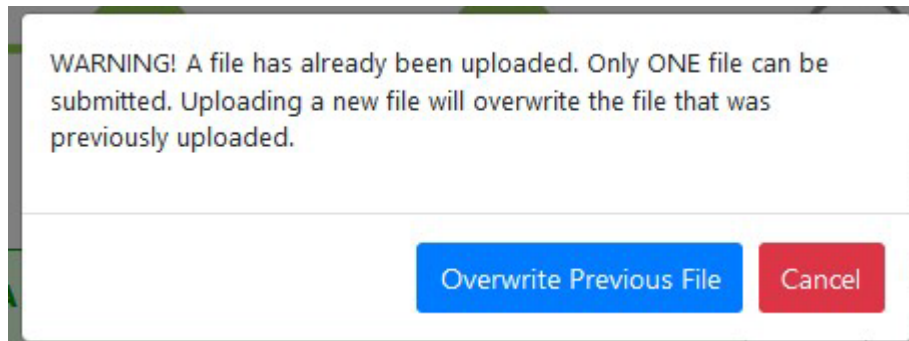 WARNING! A file has already been uploaded. Only ONE file can be
submitted. Uploading a new file will overwrite the file that was
previously uploaded.
Overwrite Previous File
Cancel